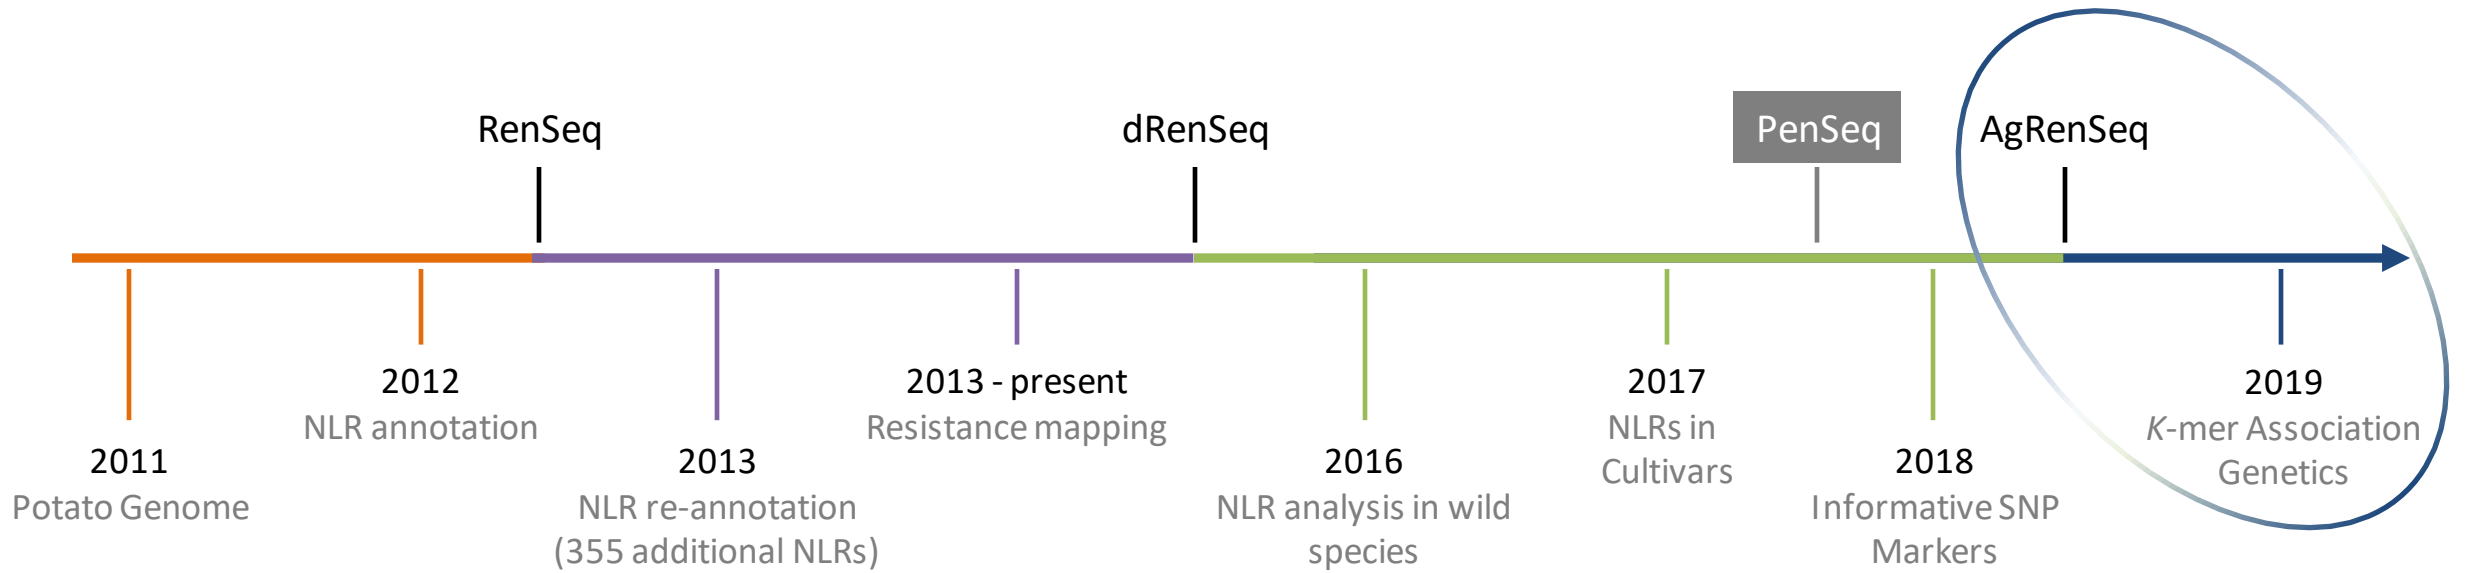 RenSeq
dRenSeq
PenSeq
AgRenSeq
2011
Potato Genome
2012
NLR annotation
2013
NLR re-annotation
(355 additional NLRs)
2013 - present
Resistance mapping
2016
NLR analysis in wild
species
2017
NLRs in
Cultivars
2018
Informative SNP
Markers
2019
K-mer Association
Genetics